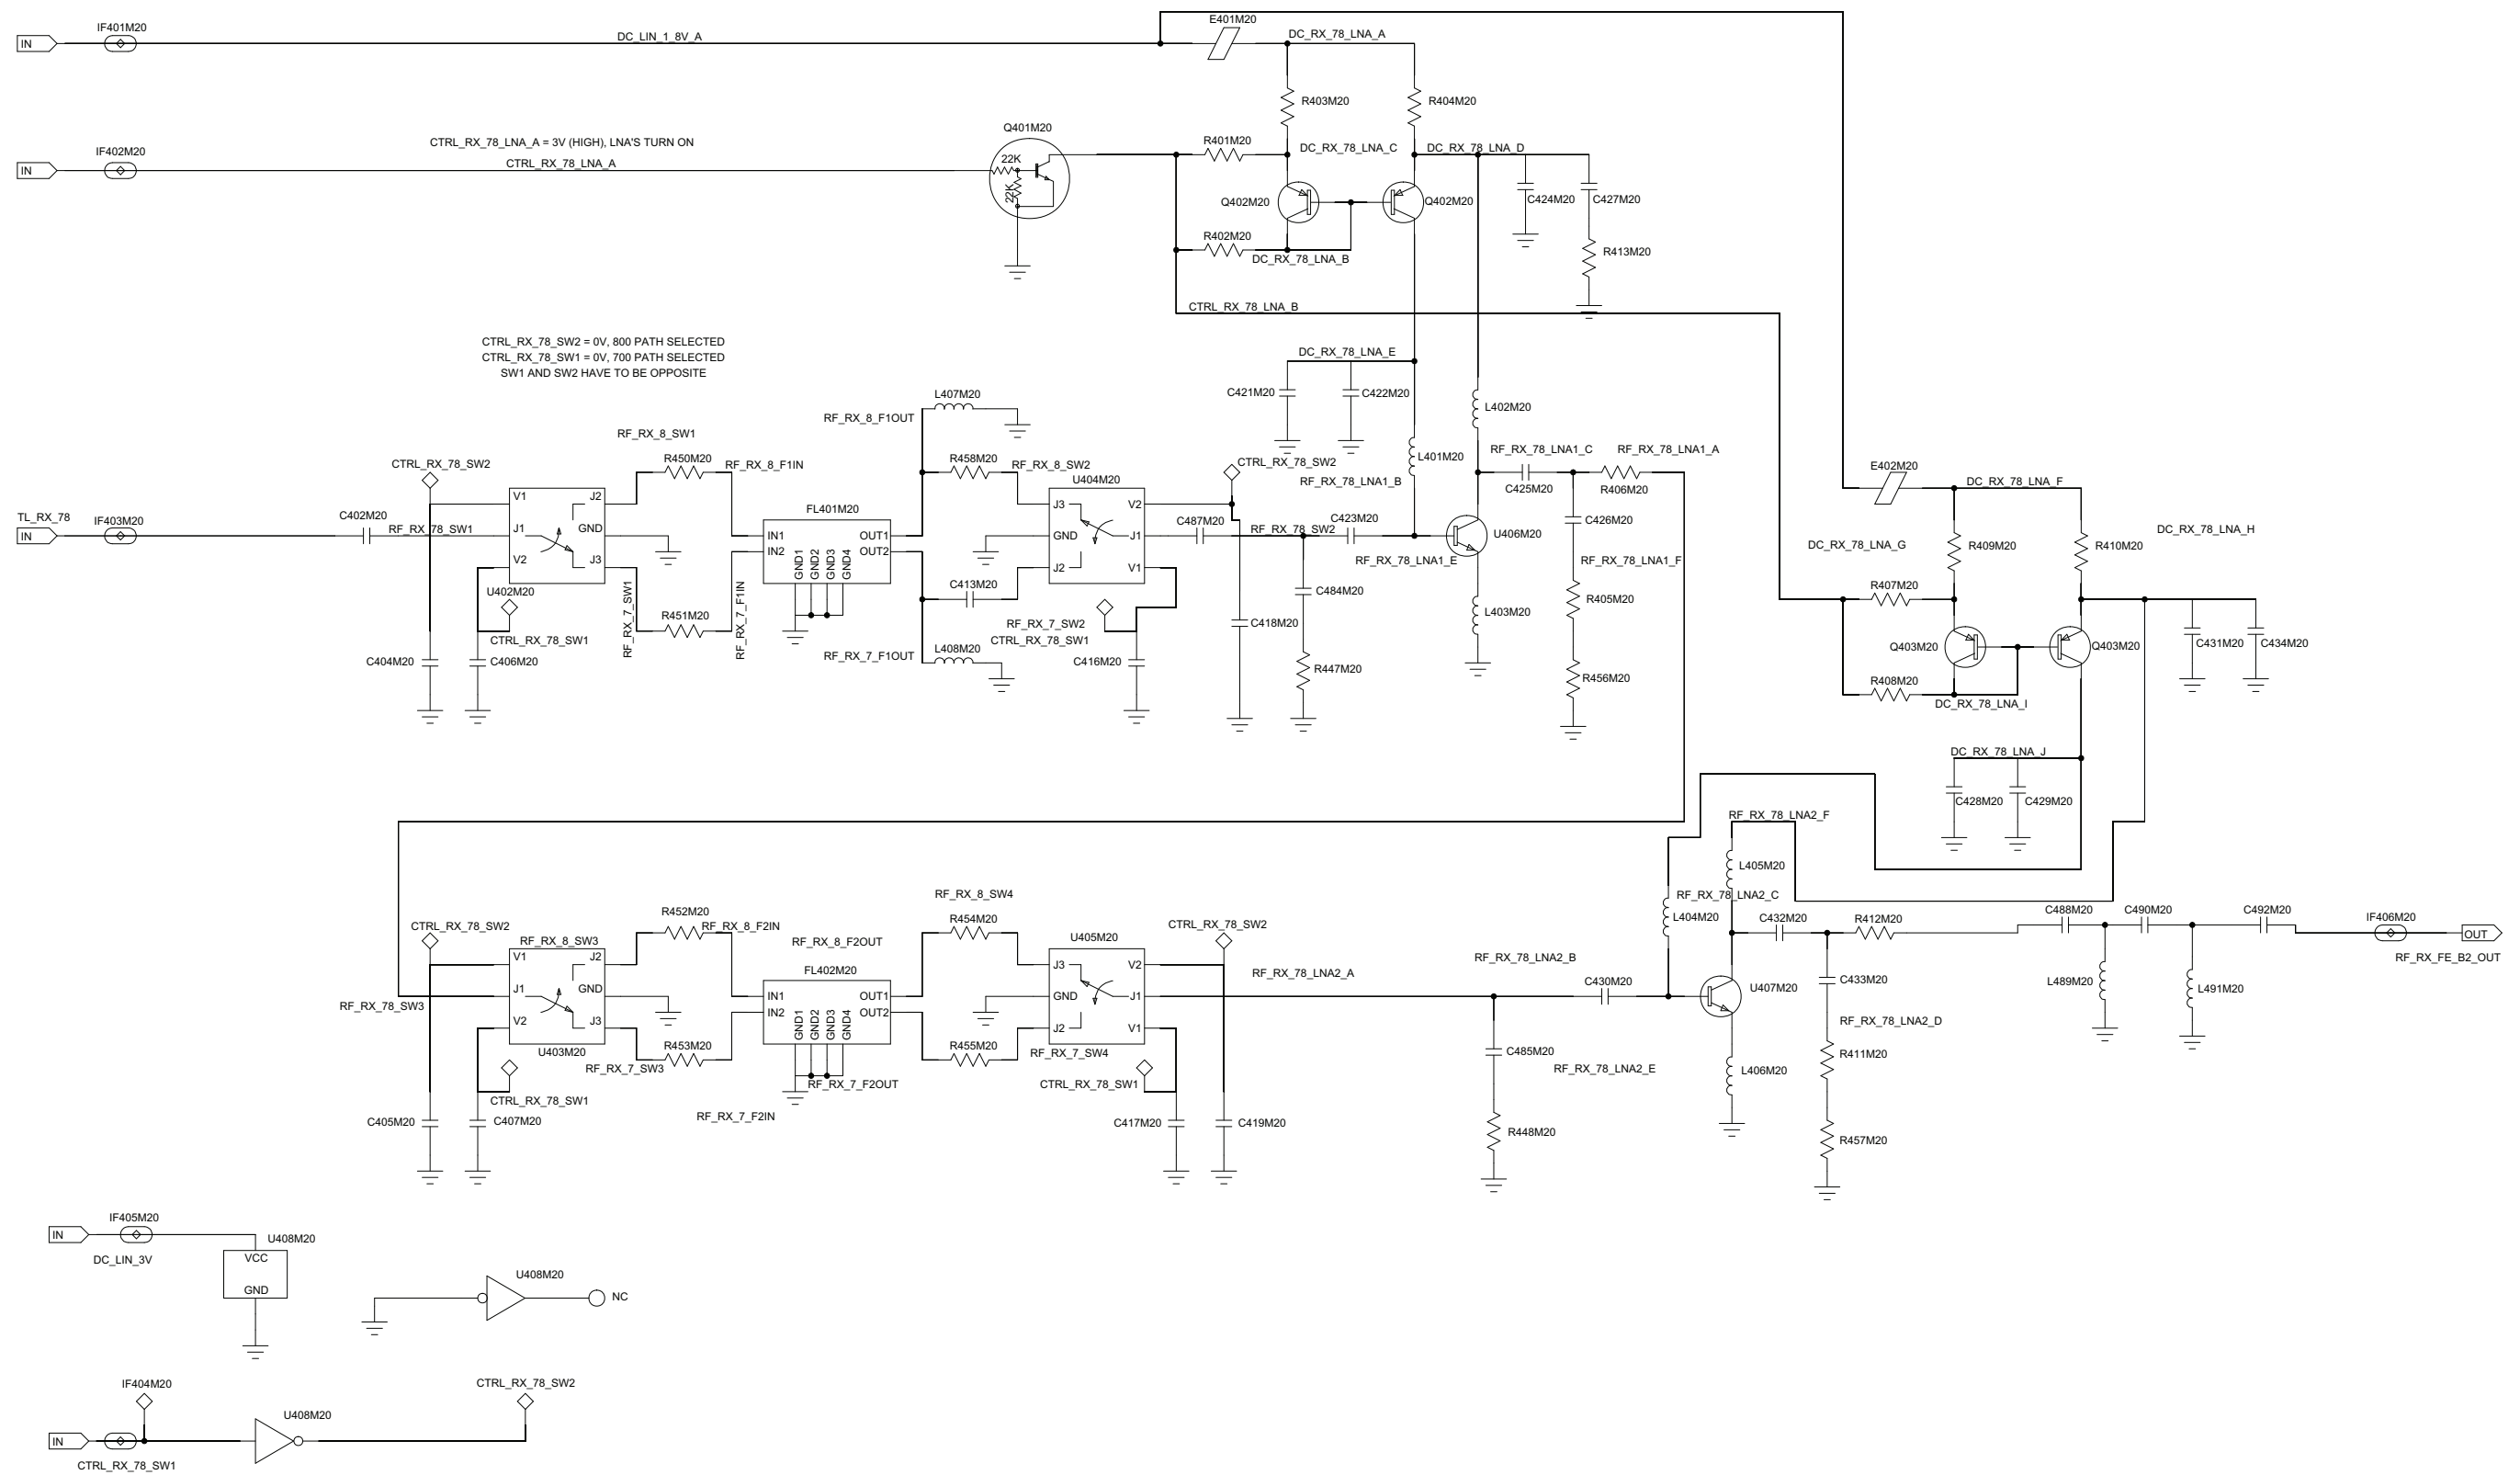 IF401M20
E401M20
IN
DC_LIN_1_8V_A
DC_RX_78_LNA_A
R403M20
R404M20
Q401M20
CTRL_RX_78_LNA_A = 3V (HIGH), LNA'S TURN ON
IF402M20
R401M20
DC_RX_78_LNA_C
DC_RX_78_LNA_D
22K
22K
IN
CTRL_RX_78_LNA_A
Q402M20
Q402M20
C424M20
C427M20
R402M20
DC_RX_78_LNA_B
R413M20
CTRL_RX_78_LNA_B
CTRL_RX_78_SW2 = 0V, 800 PATH SELECTED
CTRL_RX_78_SW1 = 0V, 700 PATH SELECTED
SW1 AND SW2 HAVE TO BE OPPOSITE
DC_RX_78_LNA_E
L407M20
C421M20
C422M20
L402M20
RF_RX_8_F1OUT
RF_RX_8_SW1
RF_RX_78_LNA1_C
RF_RX_78_LNA1_A
CTRL_RX_78_SW2
R450M20
RF_RX_8_F1IN
R458M20
RF_RX_8_SW2
CTRL_RX_78_SW2
L401M20
E402M20
U404M20
RF_RX_78_LNA1_B
C425M20
R406M20
DC_RX_78_LNA_F
V1
J2
J3
V2
TL_RX_78
IF403M20
C402M20
RF_RX_78_SW1
J1
GND
FL401M20
C487M20
RF_RX_78_SW2
C423M20
C426M20
DC_RX_78_LNA_H
IN
IN1
OUT1
GND
J1
U406M20
DC_RX_78_LNA_G
R409M20
R410M20
V2
J3
IN2
OUT2
J2
V1
RF_RX_78_LNA1_E
RF_RX_78_LNA1_F
GND1
GND2
GND3
GND4
U402M20
C413M20
C484M20
R407M20
RF_RX_7_SW1
R451M20
RF_RX_7_F1IN
RF_RX_7_SW2
C418M20
L403M20
R405M20
CTRL_RX_78_SW1
CTRL_RX_78_SW1
C404M20
C406M20
RF_RX_7_F1OUT
L408M20
C416M20
R447M20
R456M20
Q403M20
Q403M20
C431M20
C434M20
R408M20
DC_RX_78_LNA_I
DC_RX_78_LNA_J
C428M20
C429M20
RF_RX_78_LNA2_F
L405M20
RF_RX_8_SW4
RF_RX_78_LNA2_C
CTRL_RX_78_SW2
R452M20
RF_RX_8_F2IN
R454M20
CTRL_RX_78_SW2
L404M20
C432M20
R412M20
C488M20
C490M20
C492M20
IF406M20
RF_RX_8_SW3
RF_RX_8_F2OUT
U405M20
OUT
V1
J2
FL402M20
J3
V2
RF_RX_78_LNA2_A
RF_RX_78_LNA2_B
RF_RX_FE_B2_OUT
RF_RX_78_SW3
J1
GND
IN1
OUT1
GND
J1
C430M20
U407M20
C433M20
L489M20
L491M20
V2
J3
IN2
OUT2
J2
V1
RF_RX_78_LNA2_D
GND1
GND2
GND3
GND4
U403M20
R453M20
R455M20
RF_RX_7_SW4
C485M20
R411M20
RF_RX_7_SW3
RF_RX_7_F2OUT
CTRL_RX_78_SW1
RF_RX_78_LNA2_E
L406M20
CTRL_RX_78_SW1
RF_RX_7_F2IN
C405M20
C407M20
C417M20
C419M20
R448M20
R457M20
IF405M20
IN
U408M20
DC_LIN_3V
VCC
GND
U408M20
NC
IF404M20
CTRL_RX_78_SW2
U408M20
IN
CTRL_RX_78_SW1